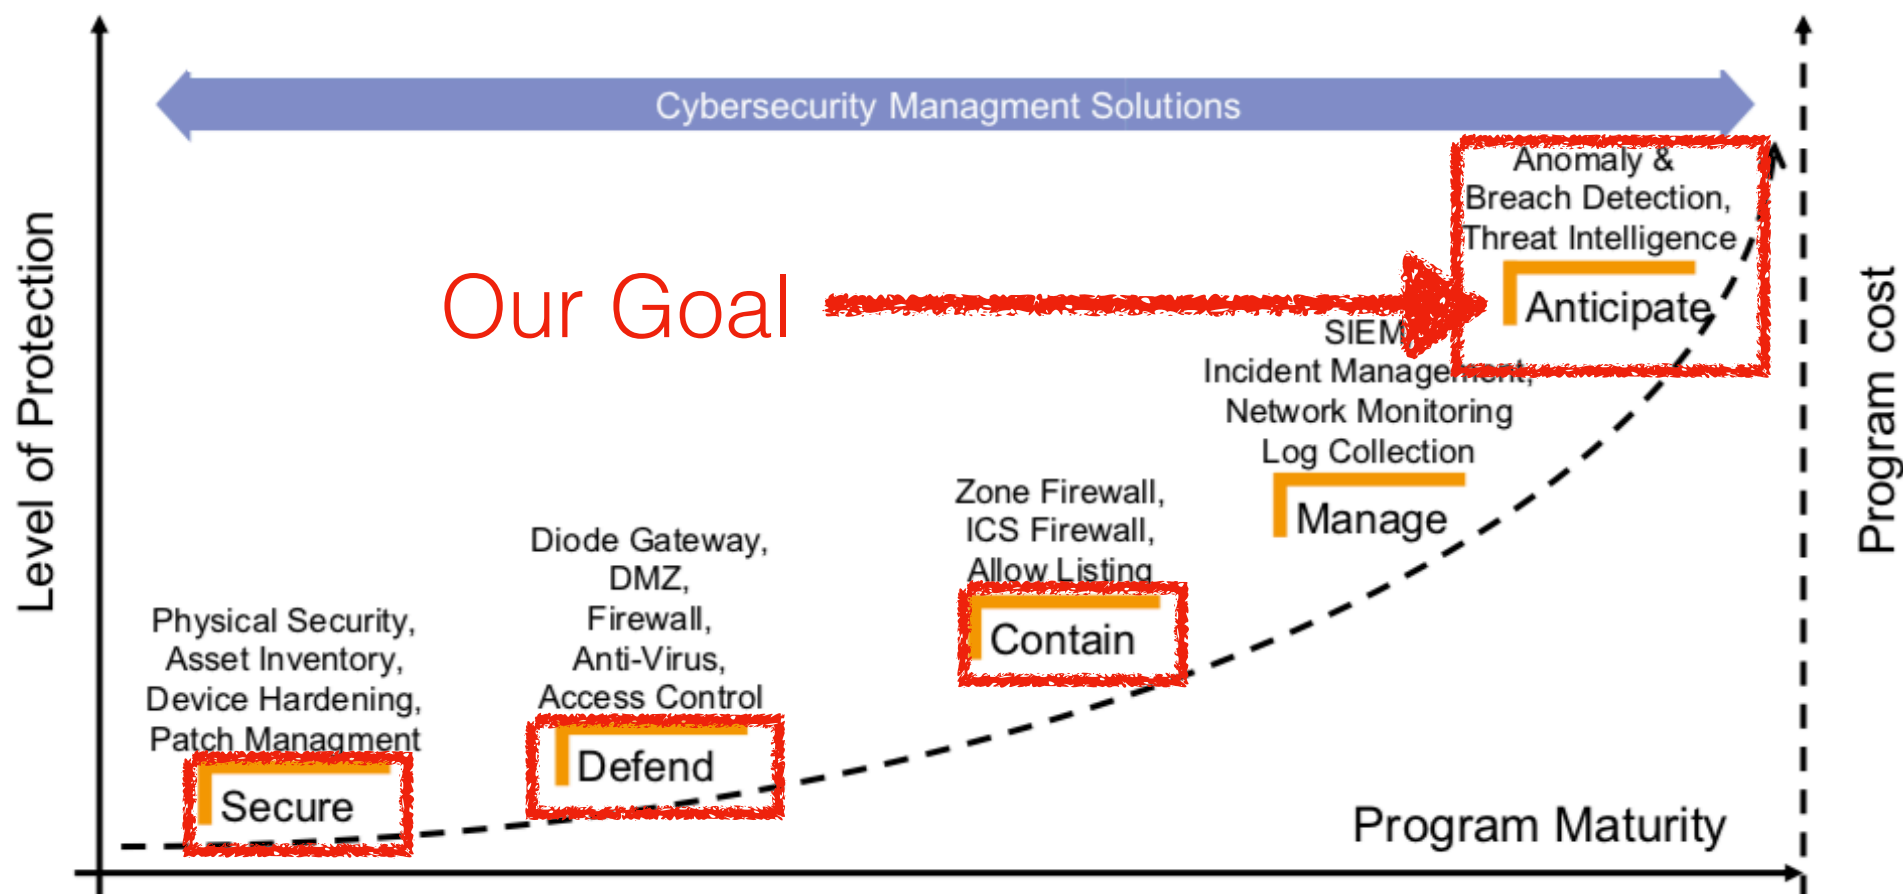 Cybersecurity Managment Solutions
Level of Protection
Physical Security,
Asset Inventory,
Device Hardening,
Patch Managment
Secure
Diode Gateway,
DMZ,
Firewall,
Anti-Virus,
Access Control
Defend
Zone Firewall,
ICS Firewall,
Allow Listing
Contain
SIEM
Incident Management,
Network Monitoring
Log Collection
Manage
Anomaly &
Breach Detection,
Threat Intelligence
Anticipate
Our Goal
Program Maturity
Program cost